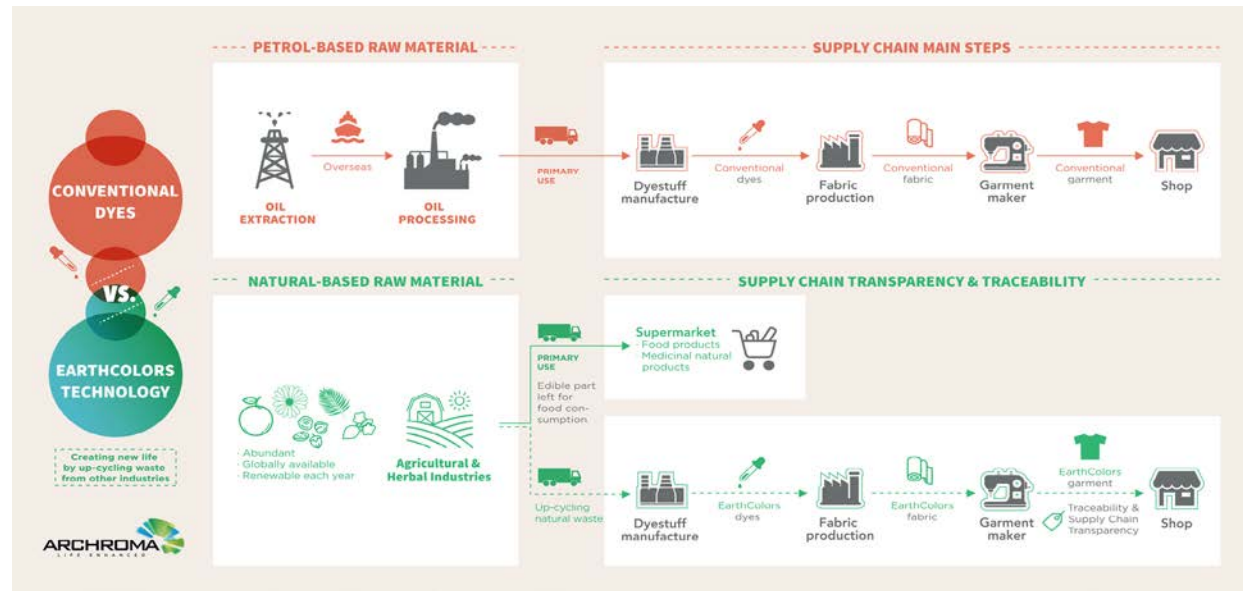 PETROL-BASED RAW MATERIAL
SUPPLY CHAIN MAIN STEPS
CONVENTIONAL
DYES
Overseas
OIL
EXTRACTION
OIL
PROCESSING
PRIMARY
USE
Dyestuff
manufacture
Conventional
dyes
Fabric
production
Conventional
fabric
Garment
maker
Conventional
garment
Shop
VS.
EARTHCOLORS
TECHNOLOGY
Creating new life
by up-cycling waste
from other industries
NATURAL-BASED RAW MATERIAL
SUPPLY CHAIN TRANSPARENCY & TRACEABILITY
· Abundant
· Globally available
· Renewable each year
Agricultural &
Herbal Industries
PRIMARY
USE
Edible part
left for
food con-
sumption
Supermarket
· Food products
· Medicinal natural
products
Up-cycling
natural waste
Dyestuff
manufacture
EarthColors
dyes
Fabric
production
EarthColors
fabric
Garment
maker
EarthColors
garment
Traceability &
Supply Chain
Transparency
Shop
ARCHROMA
LIFE ENHANCED